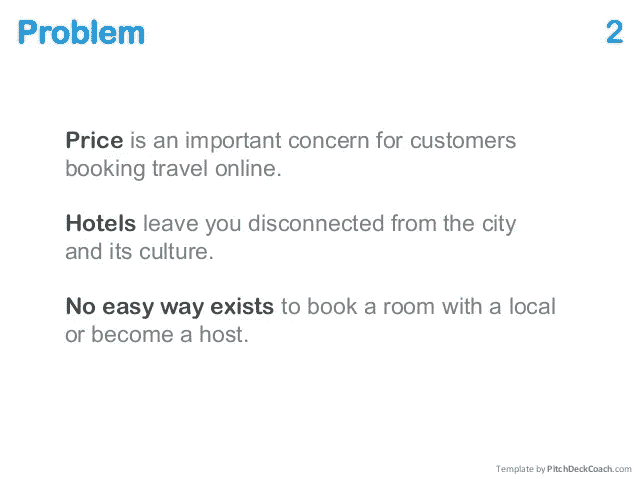 Problem
2
Price is an important concern for customers
booking travel online.
Hotels leave you disconnected from the city
and its culture.
No easy way exists to book a room with a local
or become a host.
Template by PitchDeckCoach.com